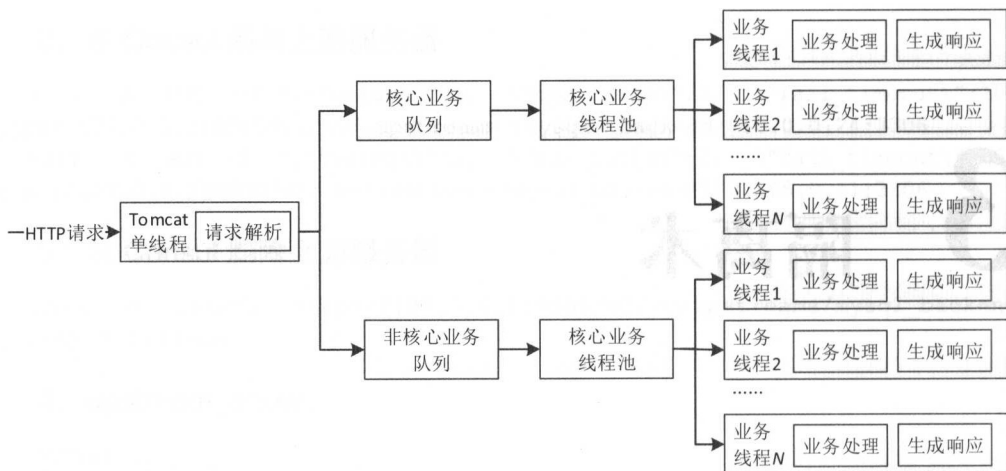 HTTP请求
Tomcat
单线程
请求解析
核心业务
队列
核心业务
线程池
业务
线程1
业务处理
生成响应
业务
线程2
业务处理
生成响应
……
业务
线程N
业务处理
生成响应
非核心业务
队列
核心业务
线程池
业务
线程1
业务处理
生成响应
业务
线程2
业务处理
生成响应
……
业务
线程N
业务处理
生成响应